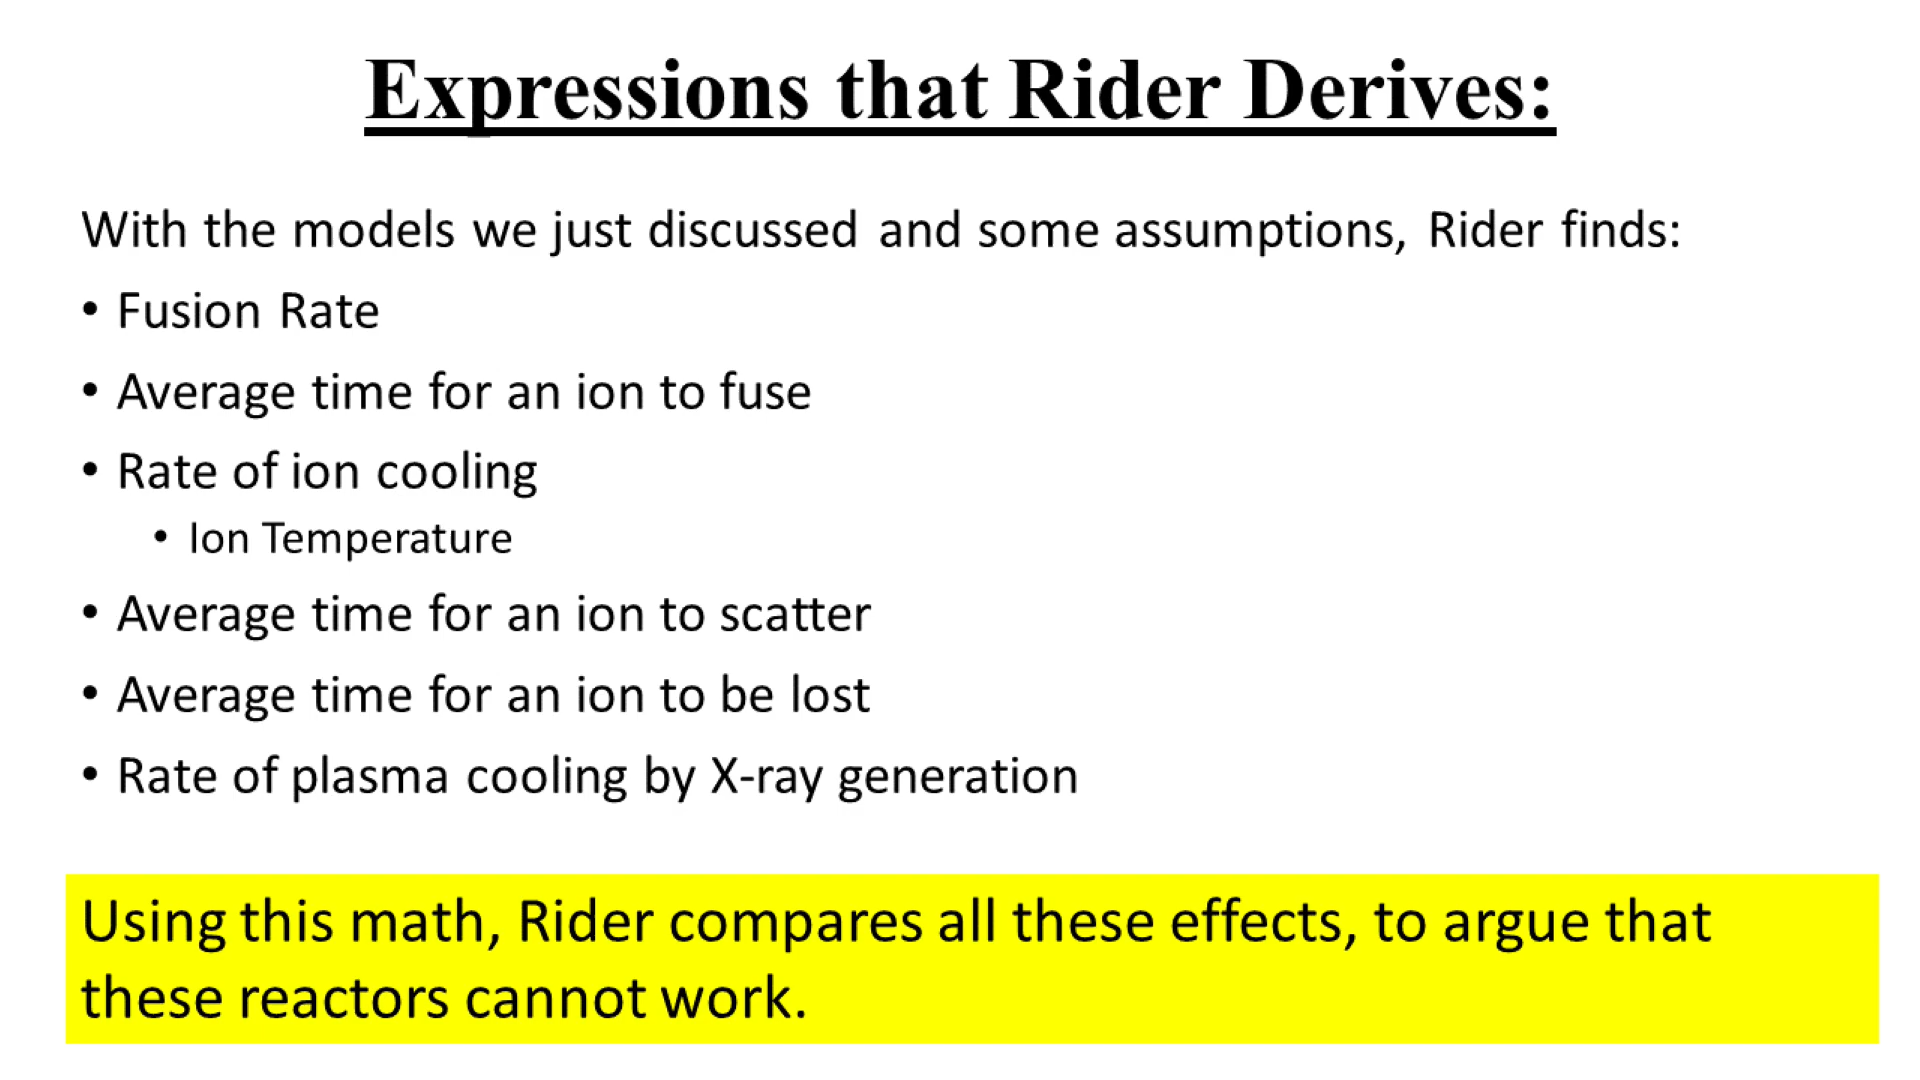 Expressions that Rider Derives:
With the models we just discussed and some assumptions, Rider finds:
• Fusion Rate
• Average time for an ion to fuse
• Rate of ion cooling
• Ion Temperature
• Average time for an ion to scatter
• Average time for an ion to be lost
• Rate of plasma cooling by X-ray generation
Using this math, Rider compares all these effects, to argue that
these reactors cannot work.